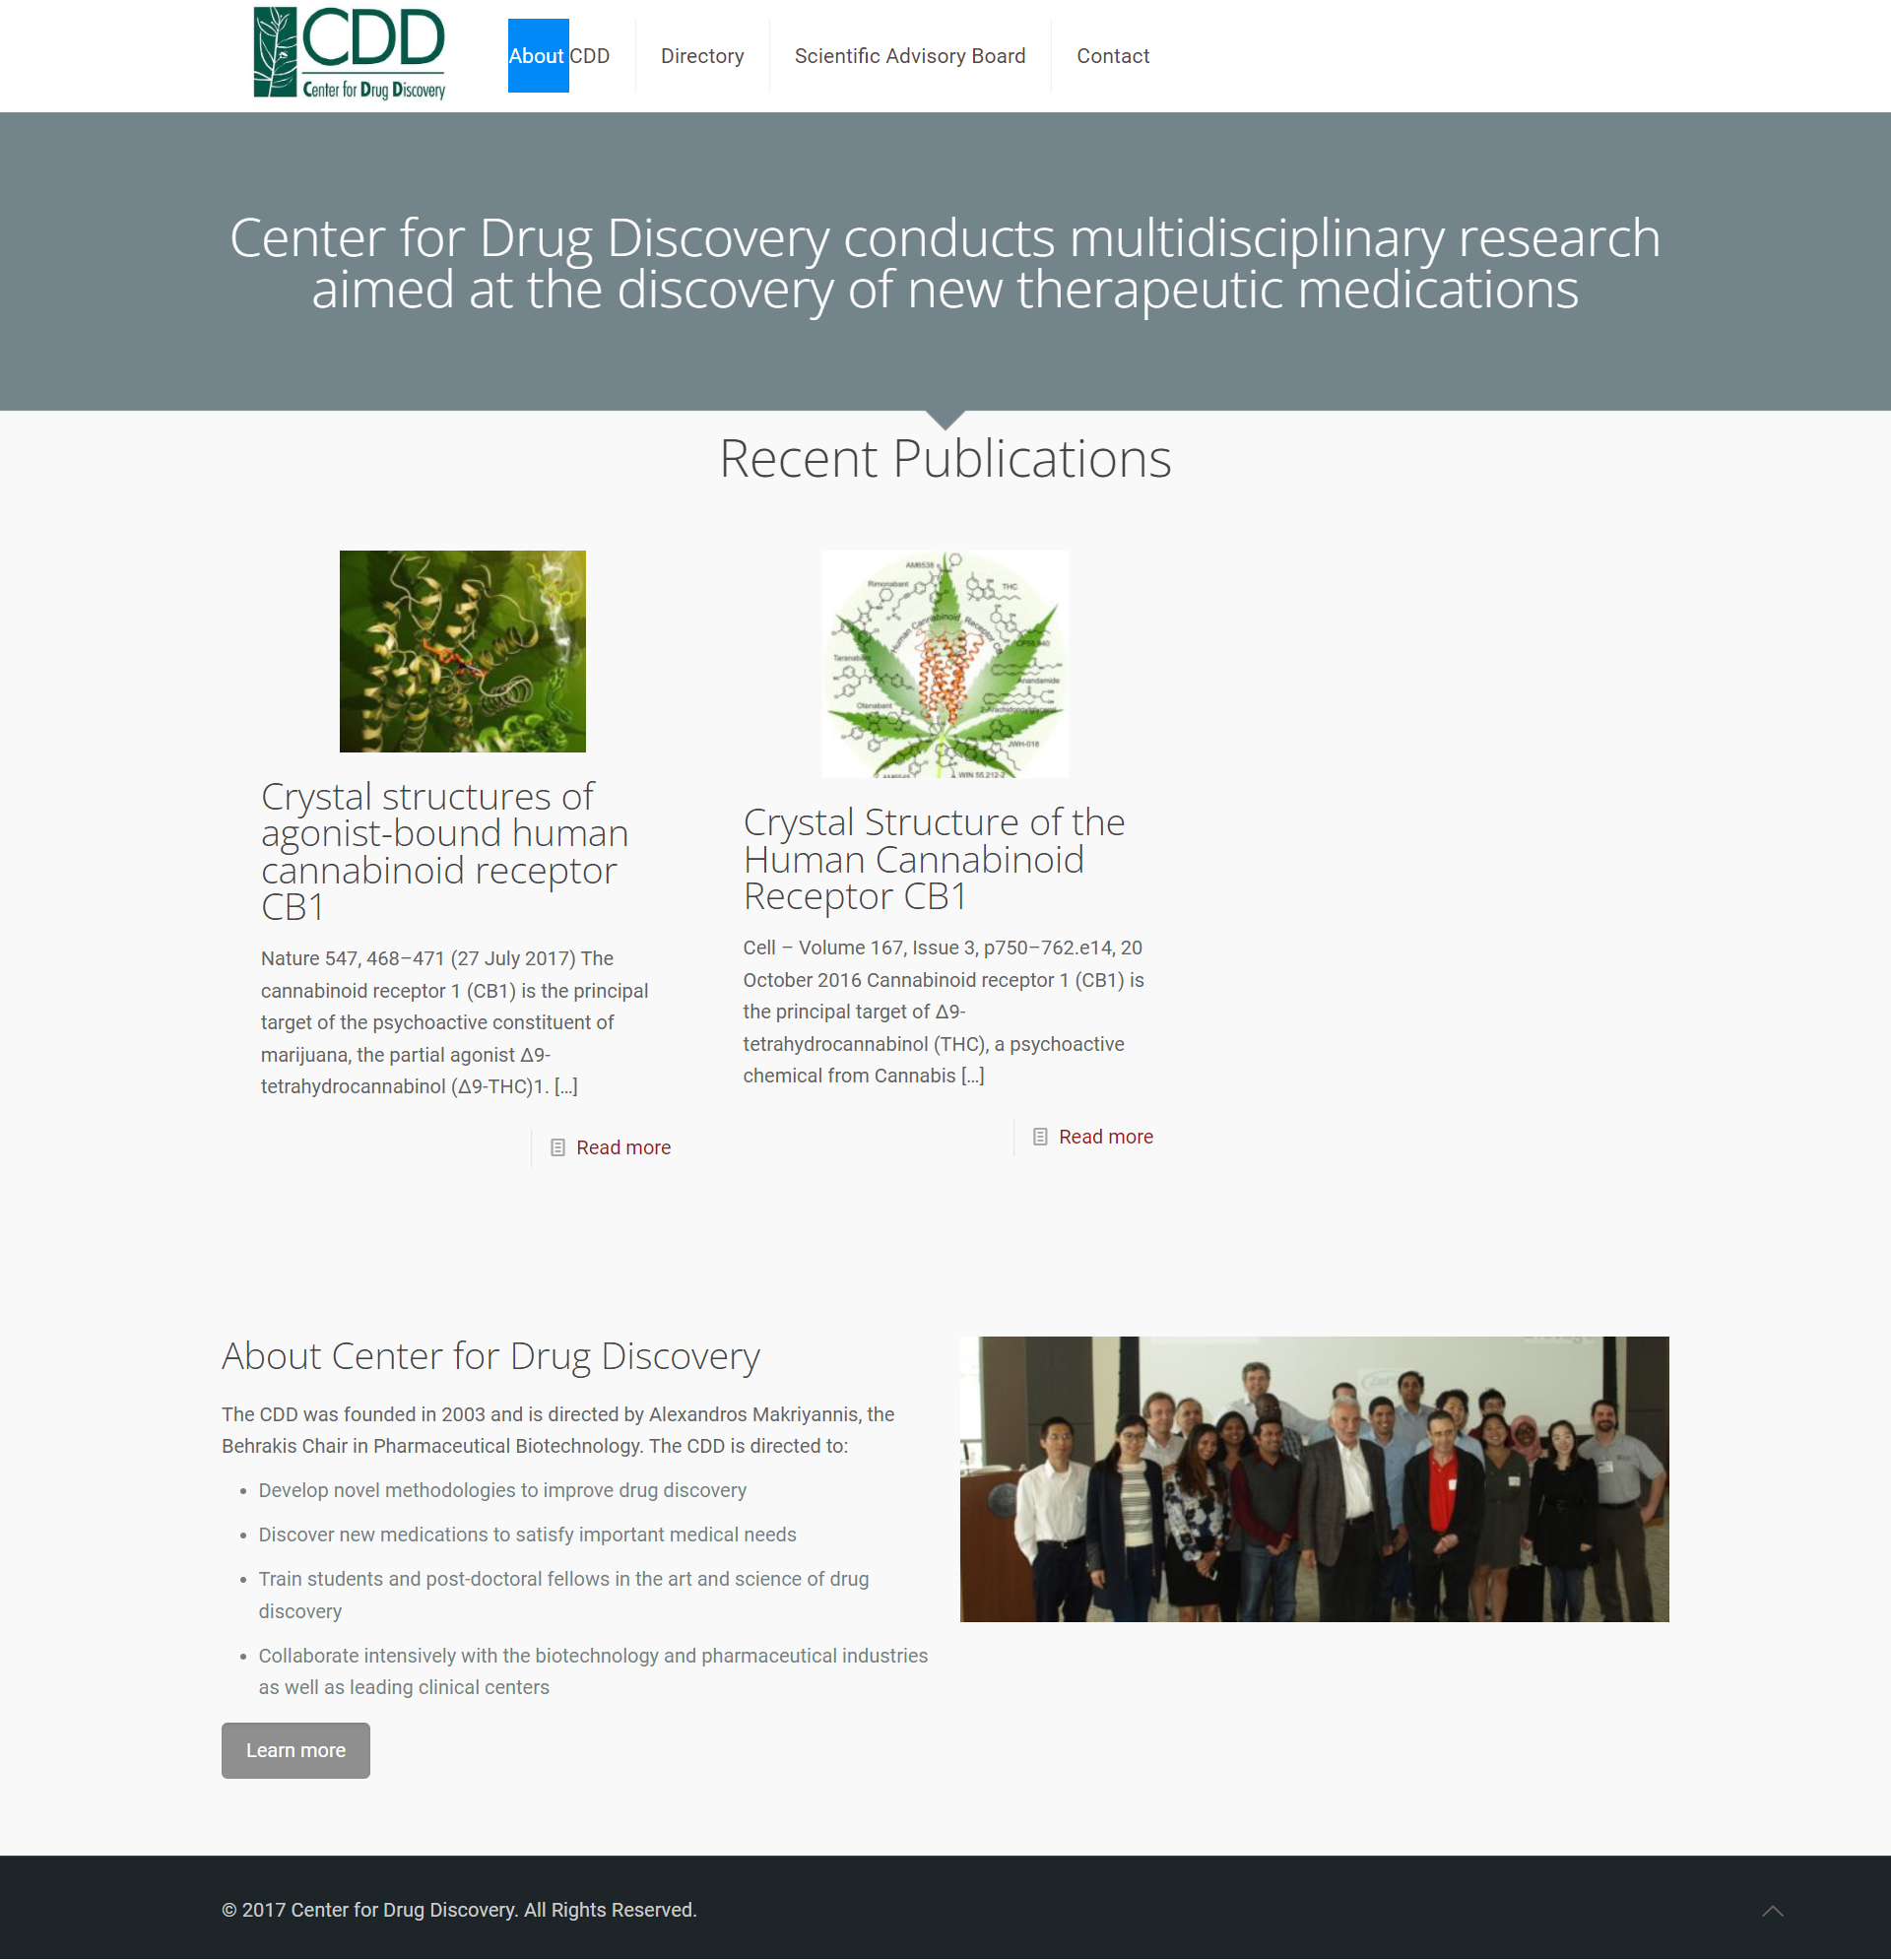 CDD
Center for Drug Discovery
About CDD
Directory
Scientific Advisory Board
Contact
Center for Drug Discovery conducts multidisciplinary research
aimed at the discovery of new therapeutic medications
Recent Publications
AM6538
Rimonabant
THC
Human Cannabinoid Receptor CB1
CP55,940
Taranabant
Anandamide
Otenabant
2-Arachidonoylglycerol
JWH-018
WIN 55,212-2
Crystal structures of
agonist-bound human
cannabinoid receptor
CB1
Nature 547, 468–471 (27 July 2017) The
cannabinoid receptor 1 (CB1) is the principal
target of the psychoactive constituent of
marijuana, the partial agonist Δ9-
tetrahydrocannabinol (Δ9-THC)1. [...]
Read more
Crystal Structure of the
Human Cannabinoid
Receptor CB1
Cell – Volume 167, Issue 3, p750–762.e14, 20
October 2016 Cannabinoid receptor 1 (CB1) is
the principal target of Δ9-
tetrahydrocannabinol (THC), a psychoactive
chemical from Cannabis [...]
Read more
About Center for Drug Discovery
The CDD was founded in 2003 and is directed by Alexandros Makriyannis, the
Behrakis Chair in Pharmaceutical Biotechnology. The CDD is directed to:
• Develop novel methodologies to improve drug discovery
• Discover new medications to satisfy important medical needs
• Train students and post-doctoral fellows in the art and science of drug
discovery
• Collaborate intensively with the biotechnology and pharmaceutical industries
as well as leading clinical centers
Learn more
© 2017 Center for Drug Discovery. All Rights Reserved.